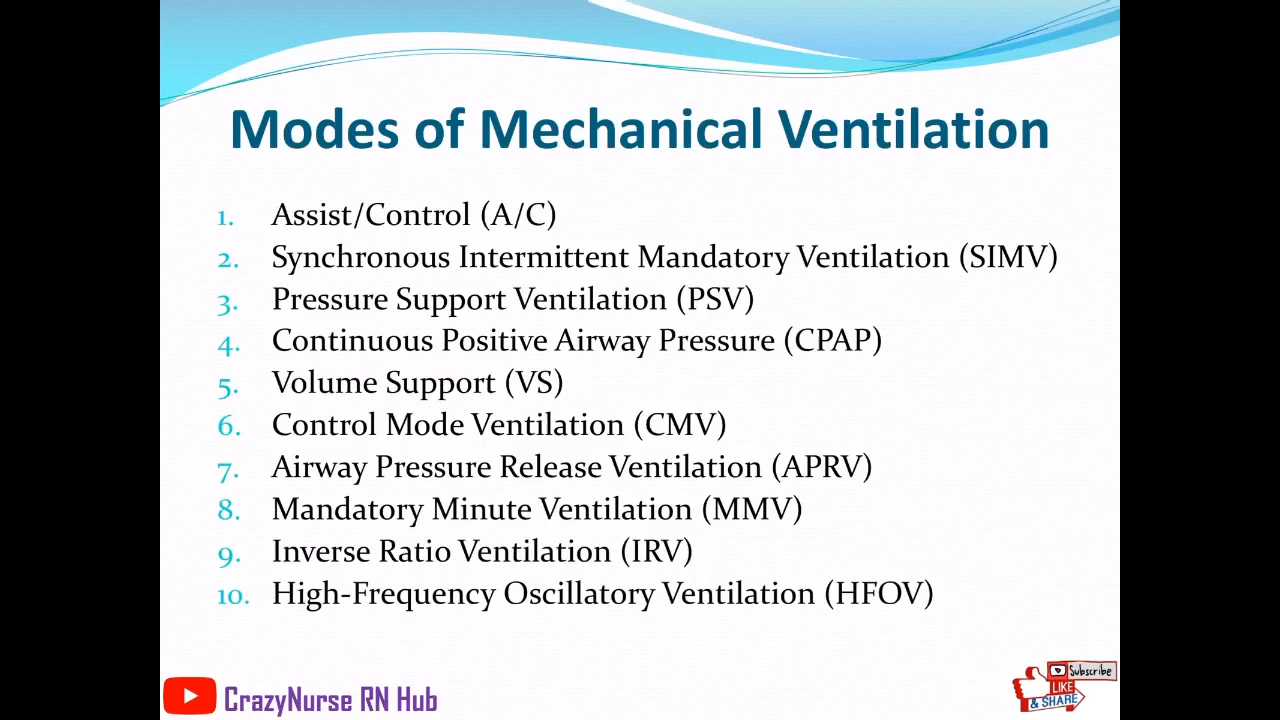 Modes of Mechanical Ventilation
1. Assist/Control (A/C)
2. Synchronous Intermittent Mandatory Ventilation (SIMV)
3. Pressure Support Ventilation (PSV)
4. Continuous Positive Airway Pressure (CPAP)
5. Volume Support (VS)
6. Control Mode Ventilation (CMV)
7. Airway Pressure Release Ventilation (APRV)
8. Mandatory Minute Ventilation (MMV)
9. Inverse Ratio Ventilation (IRV)
10. High-Frequency Oscillatory Ventilation (HFOV)
CrazyNurse RN Hub
Subscribe
LIKE
& SHARE